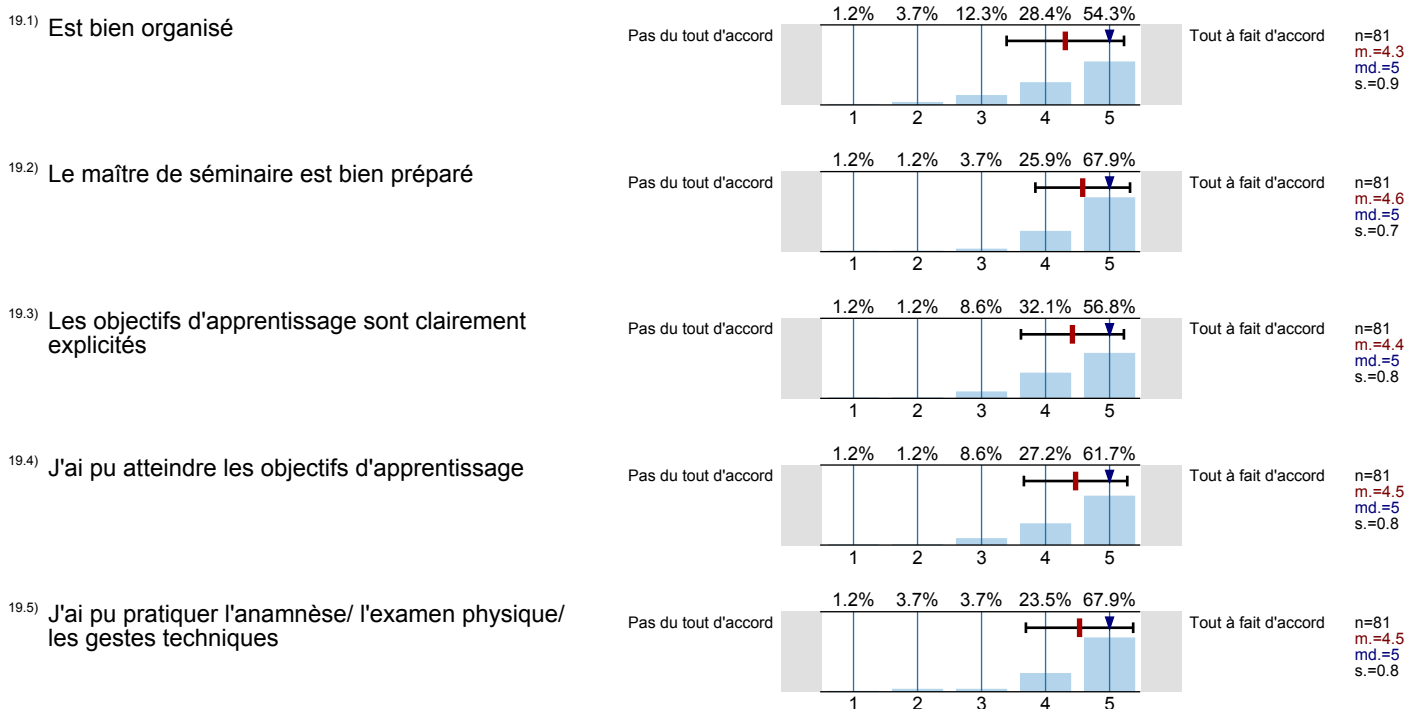 19.1) Est bien organisé
Pas du tout d'accord
1.2% 3.7% 12.3% 28.4% 54.3%
1 2 3 4 5
Tout à fait d'accord
n=81
m.=4.3
md.=5
s.=0.9
19.2) Le maître de séminaire est bien préparé
Pas du tout d'accord
1.2% 1.2% 3.7% 25.9% 67.9%
1 2 3 4 5
Tout à fait d'accord
n=81
m.=4.6
md.=5
s.=0.7
19.3) Les objectifs d'apprentissage sont clairement
explicités
Pas du tout d'accord
1.2% 1.2% 8.6% 32.1% 56.8%
1 2 3 4 5
Tout à fait d'accord
n=81
m.=4.4
md.=5
s.=0.8
19.4) J'ai pu atteindre les objectifs d'apprentissage
Pas du tout d'accord
1.2% 1.2% 8.6% 27.2% 61.7%
1 2 3 4 5
Tout à fait d'accord
n=81
m.=4.5
md.=5
s.=0.8
19.5) J'ai pu pratiquer l'anamnèse/ l'examen physique/
les gestes techniques
Pas du tout d'accord
1.2% 3.7% 3.7% 23.5% 67.9%
1 2 3 4 5
Tout à fait d'accord
n=81
m.=4.5
md.=5
s.=0.8